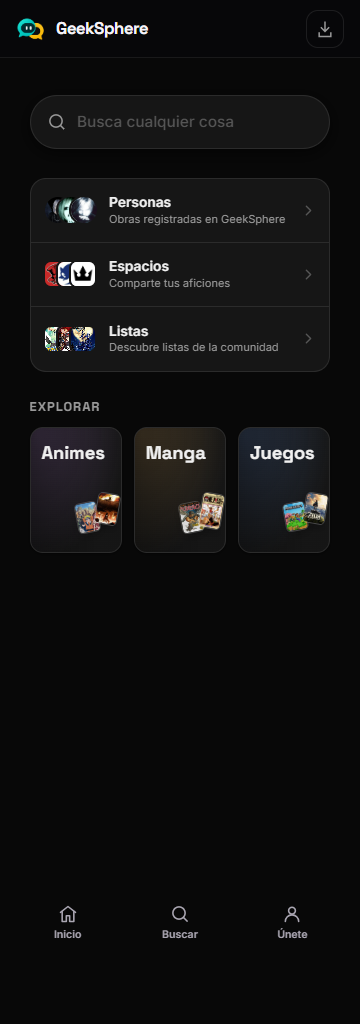 GeekSphere
Busca cualquier cosa
Personas
Obras registradas en GeekSphere
Espacios
Comparte tus aficiones
Listas
Descubre listas de la comunidad
EXPLORAR
Animes
Manga
Juegos
Inicio
Buscar
Únete